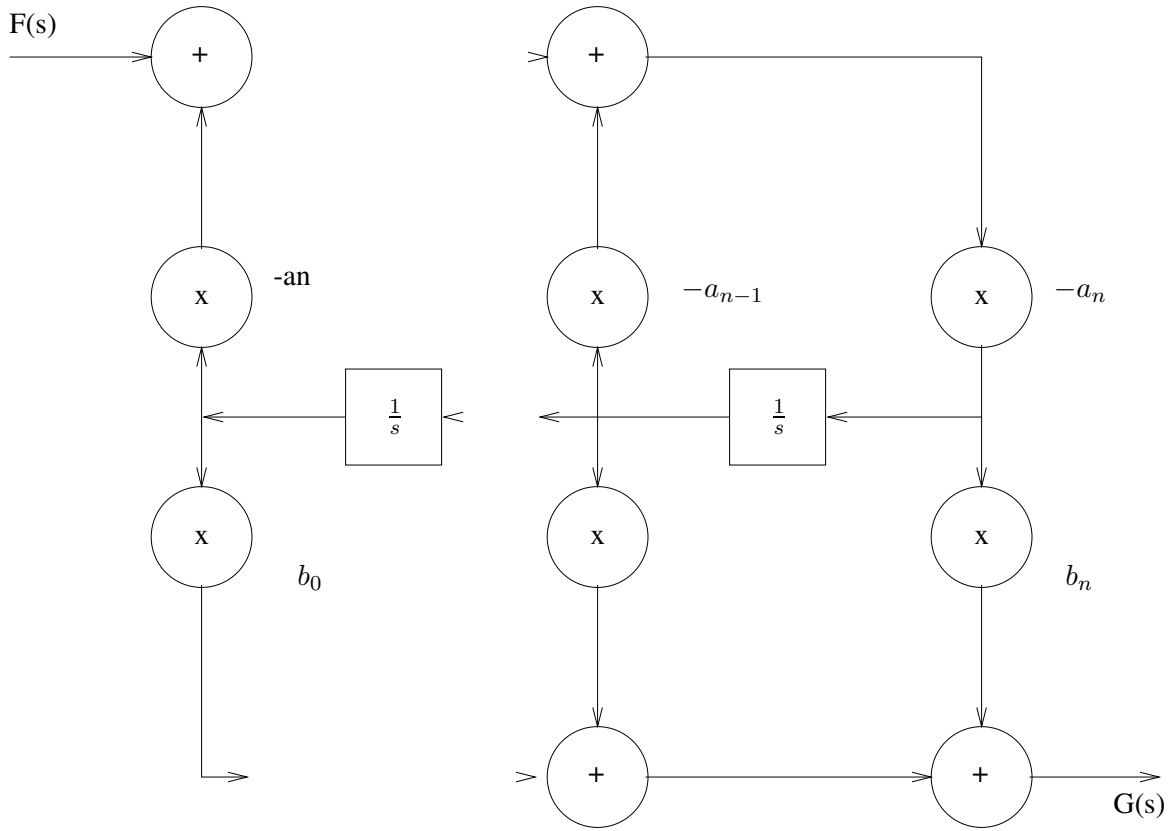 F(s)
+
+
x
-an
x
−a_{n−1}
x
−a_n
1/s
1/s
x
x
x
b_0
b_n
+
+
G(s)